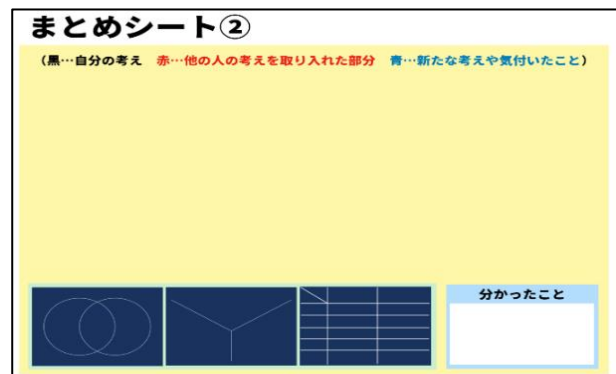 まとめシート②
(黒…自分の考え 赤…他の人の考えを取り入れた部分 青…新たな考えや気付いたこと)
分かったこと